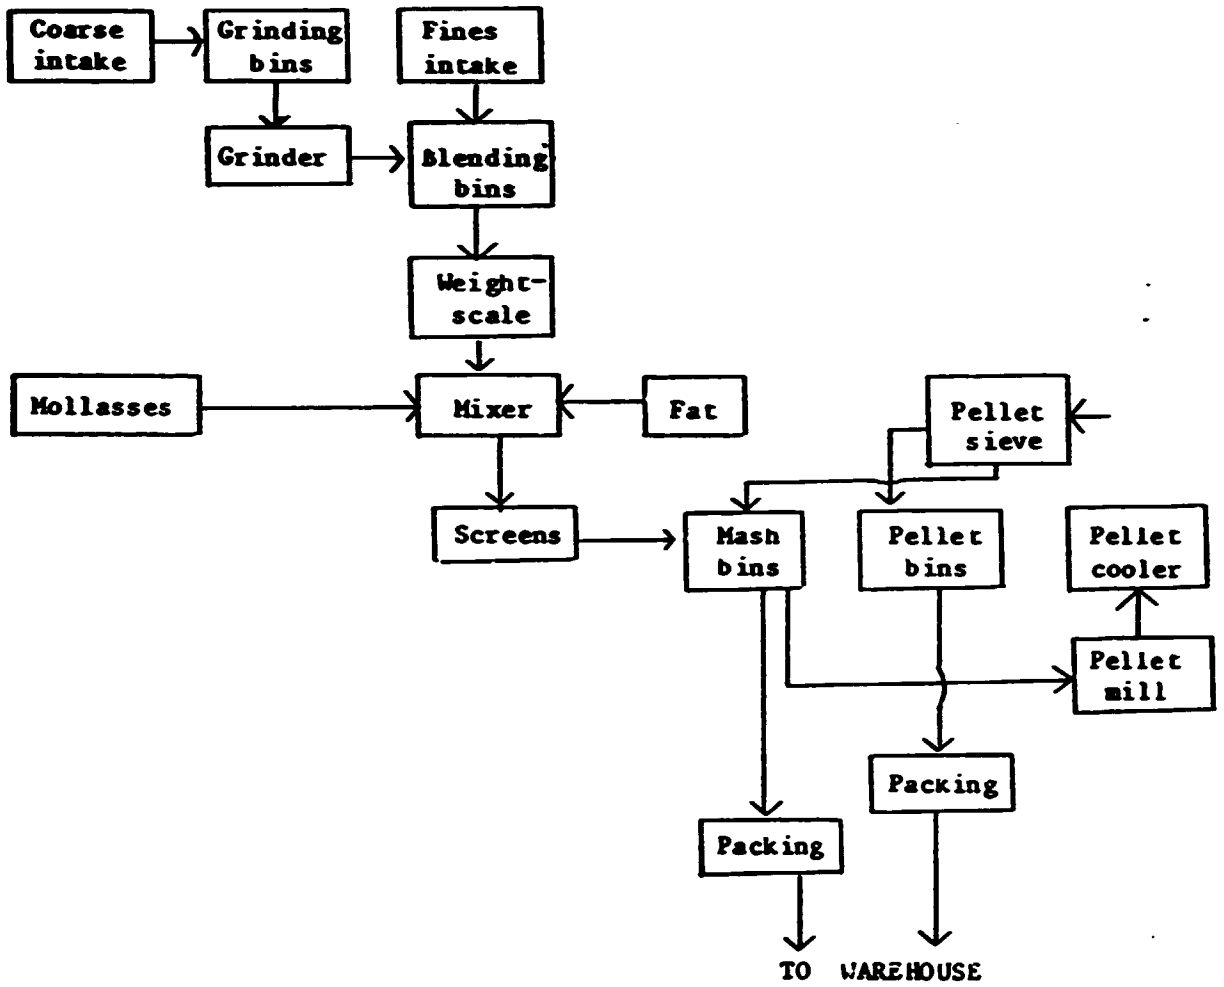 Coarse
intake
Grinding
bins
Fines
intake
Grinder
Blending
bins
Weight-
scale
Mollasses
Mixer
Fat
Pellet
sieve
Screens
Mash
bins
Pellet
bins
Pellet
cooler
Pellet
mill
Packing
Packing
TO WAREHOUSE